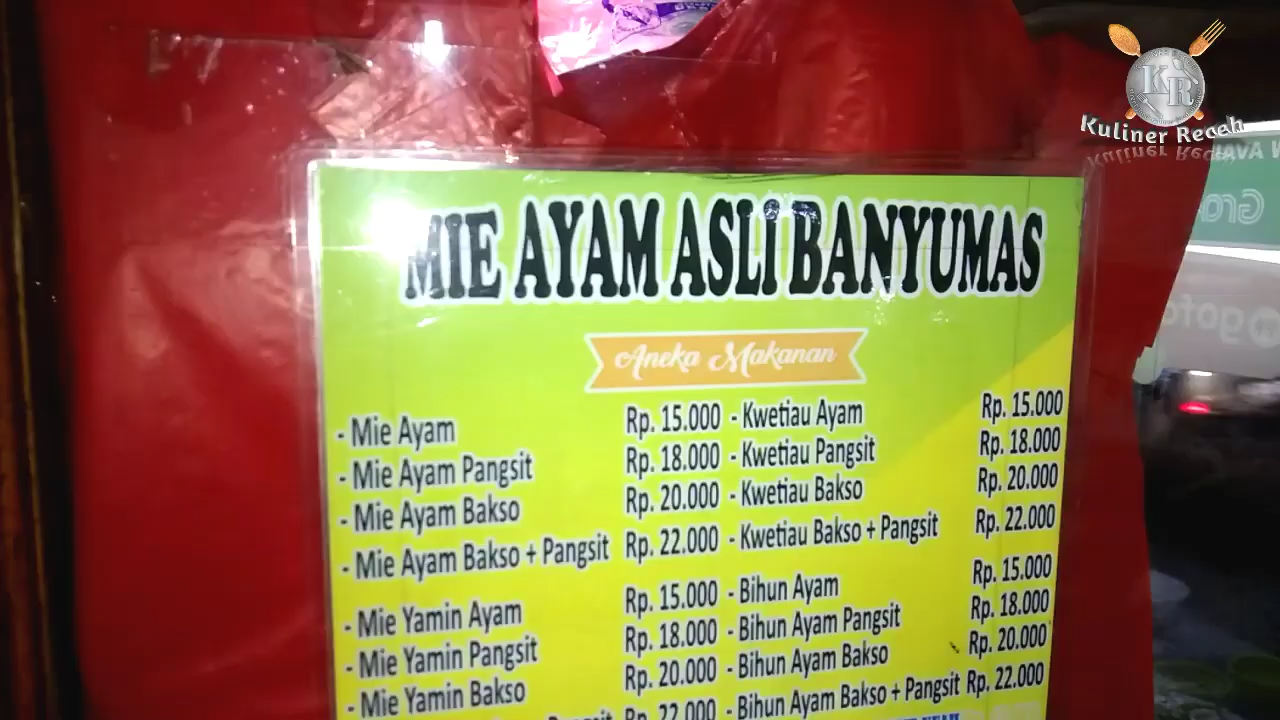 KR
Kuliner Receh
MIE AYAM ASLI BANYUMAS
Aneka Makanan
- Mie Ayam Rp. 15.000 - Kwetiau Ayam Rp. 15.000
- Mie Ayam Pangsit Rp. 18.000 - Kwetiau Pangsit Rp. 18.000
- Mie Ayam Bakso Rp. 20.000 - Kwetiau Bakso Rp. 20.000
- Mie Ayam Bakso + Pangsit Rp. 22.000 - Kwetiau Bakso + Pangsit Rp. 22.000
- Mie Yamin Ayam Rp. 15.000 - Bihun Ayam Rp. 15.000
- Mie Yamin Pangsit Rp. 18.000 - Bihun Ayam Pangsit Rp. 18.000
- Mie Yamin Bakso Rp. 20.000 - Bihun Ayam Bakso Rp. 20.000
Pangsit Rp. 22.000 - Bihun Ayam Bakso + Pangsit Rp. 22.000